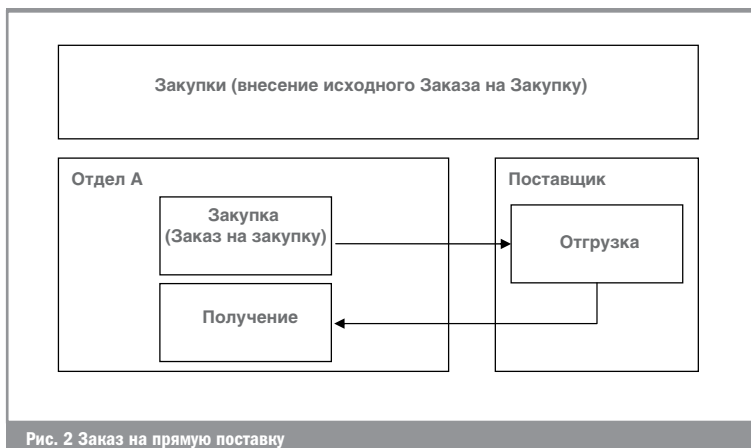 Закупки (внесение исходного Заказа на Закупку)
Отдел А
Поставщик
Закупка
(Заказ на закупку)
Отгрузка
Получение
Рис. 2 Заказ на прямую поставку